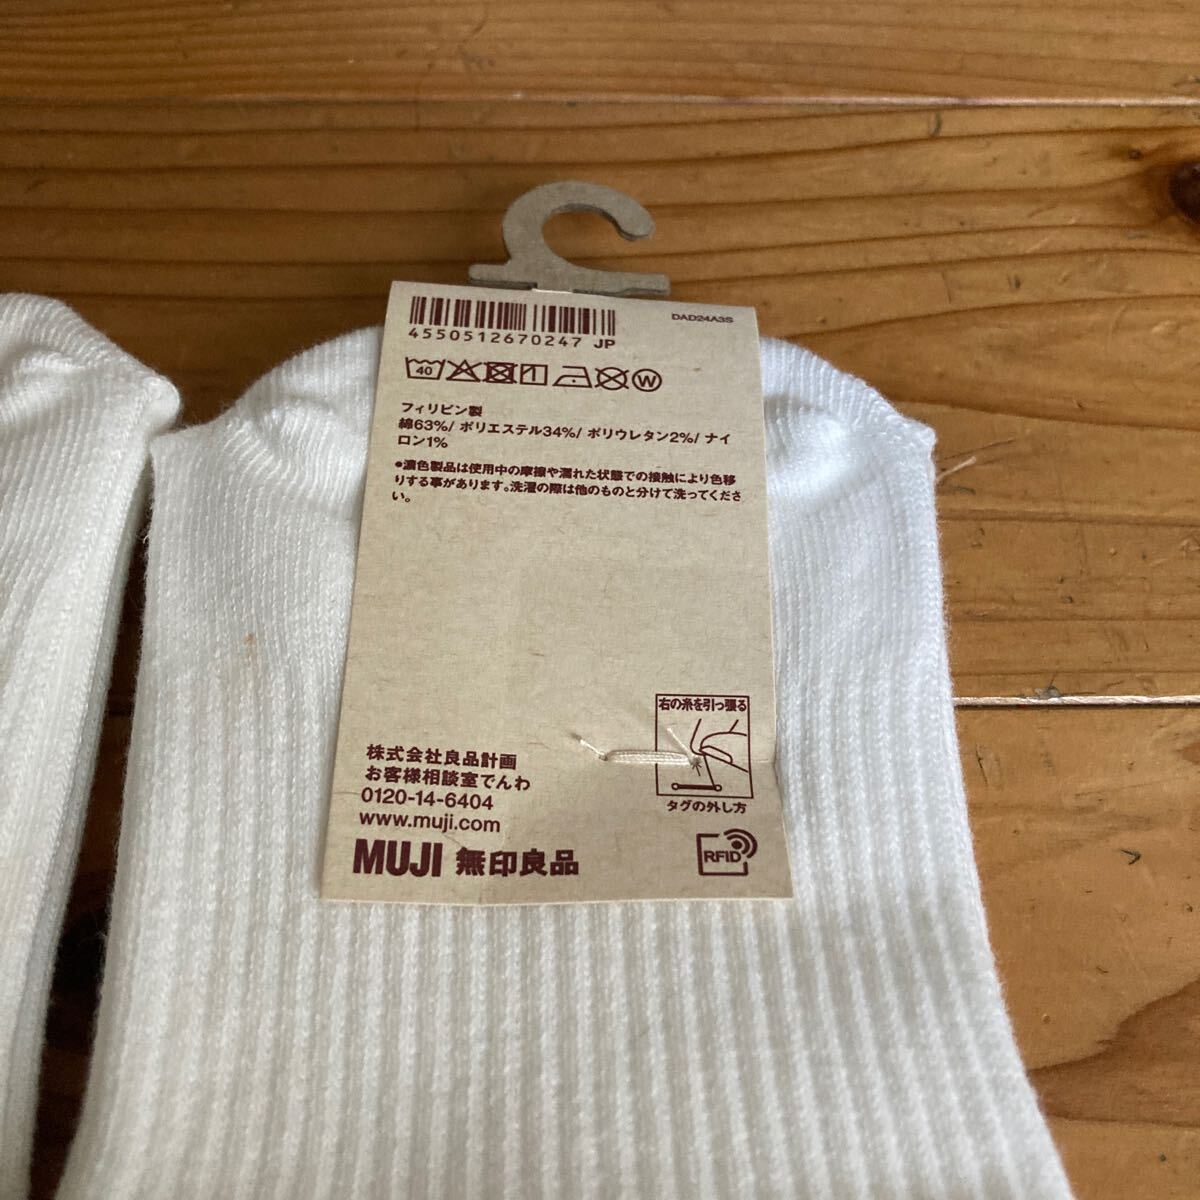 DAD24A3S
4550512670247 JP
40
W
フィリピン製
綿63%/ ポリエステル34%/ ポリウレタン2%/ ナイ
ロン1%
●濃色製品は使用中の摩擦や濡れた状態での接触により色移
りする事があります。洗濯の際は他のものと分けて洗ってくださ
い。
右の糸を引っ張る
タグの外し方
株式会社良品計画
お客様相談室でんわ
0120-14-6404
www.muji.com
MUJI 無印良品
RFID